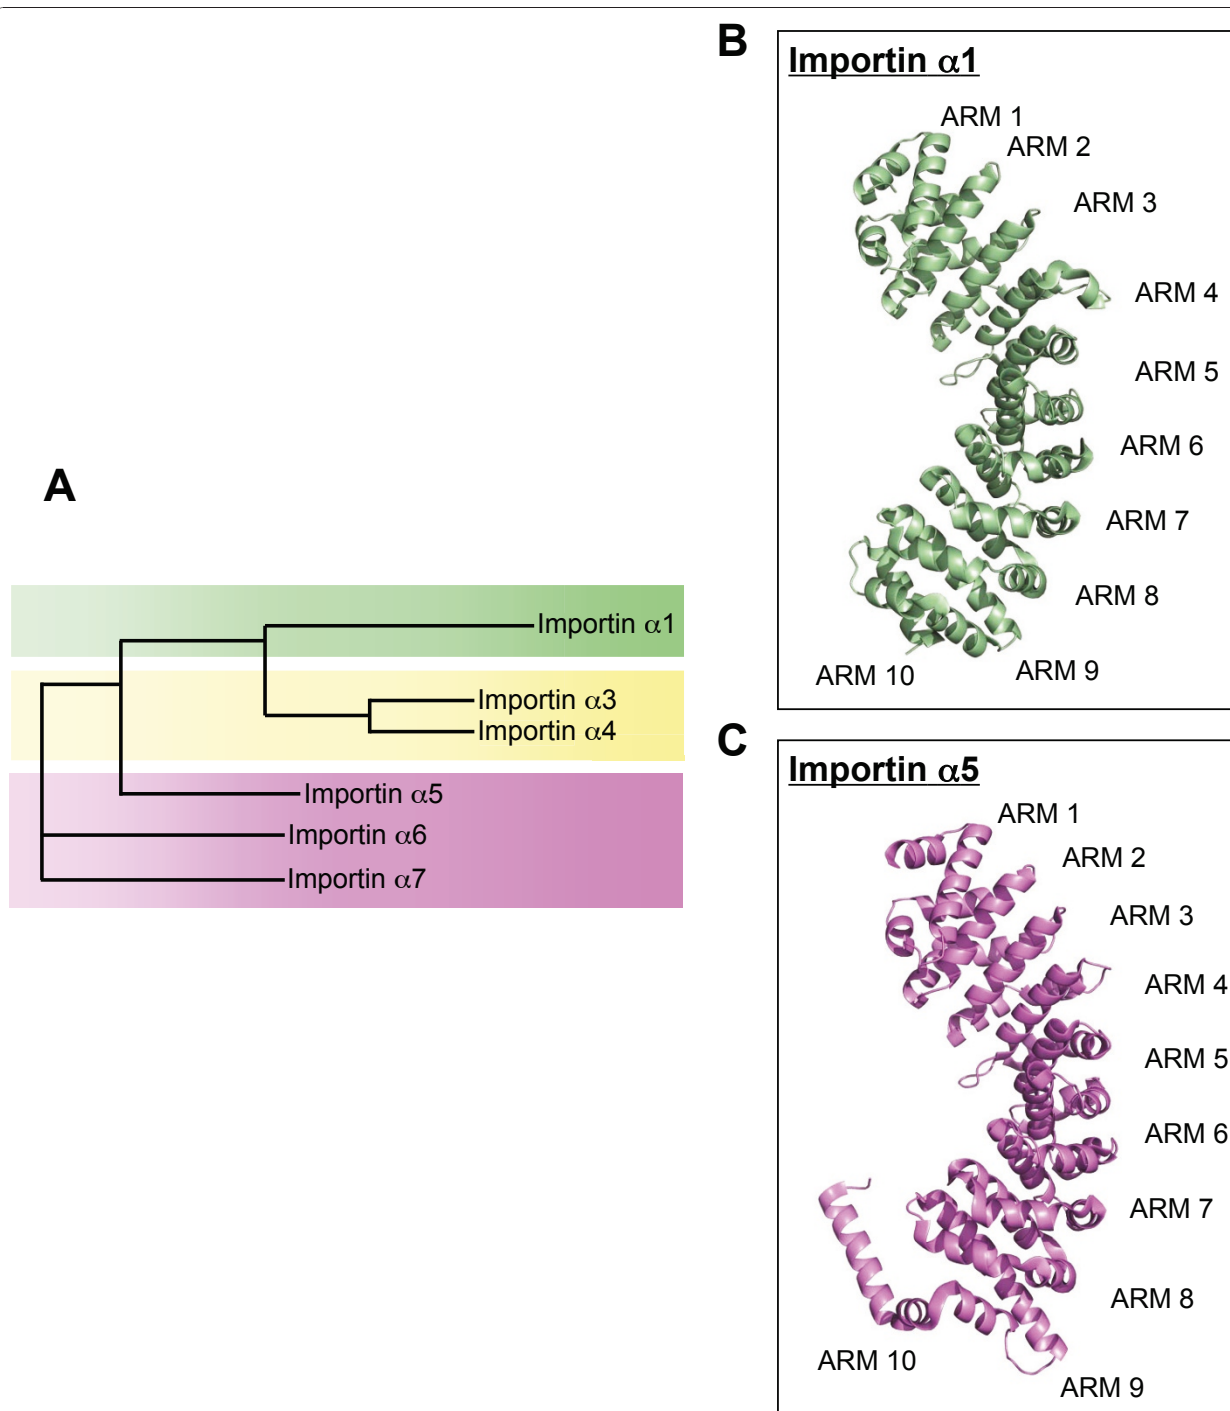 A
Importin α1
Importin α3
Importin α4
Importin α5
Importin α6
Importin α7
B
Importin α1
ARM 1
ARM 2
ARM 3
ARM 4
ARM 5
ARM 6
ARM 7
ARM 8
ARM 9
ARM 10
C
Importin α5
ARM 1
ARM 2
ARM 3
ARM 4
ARM 5
ARM 6
ARM 7
ARM 8
ARM 9
ARM 10